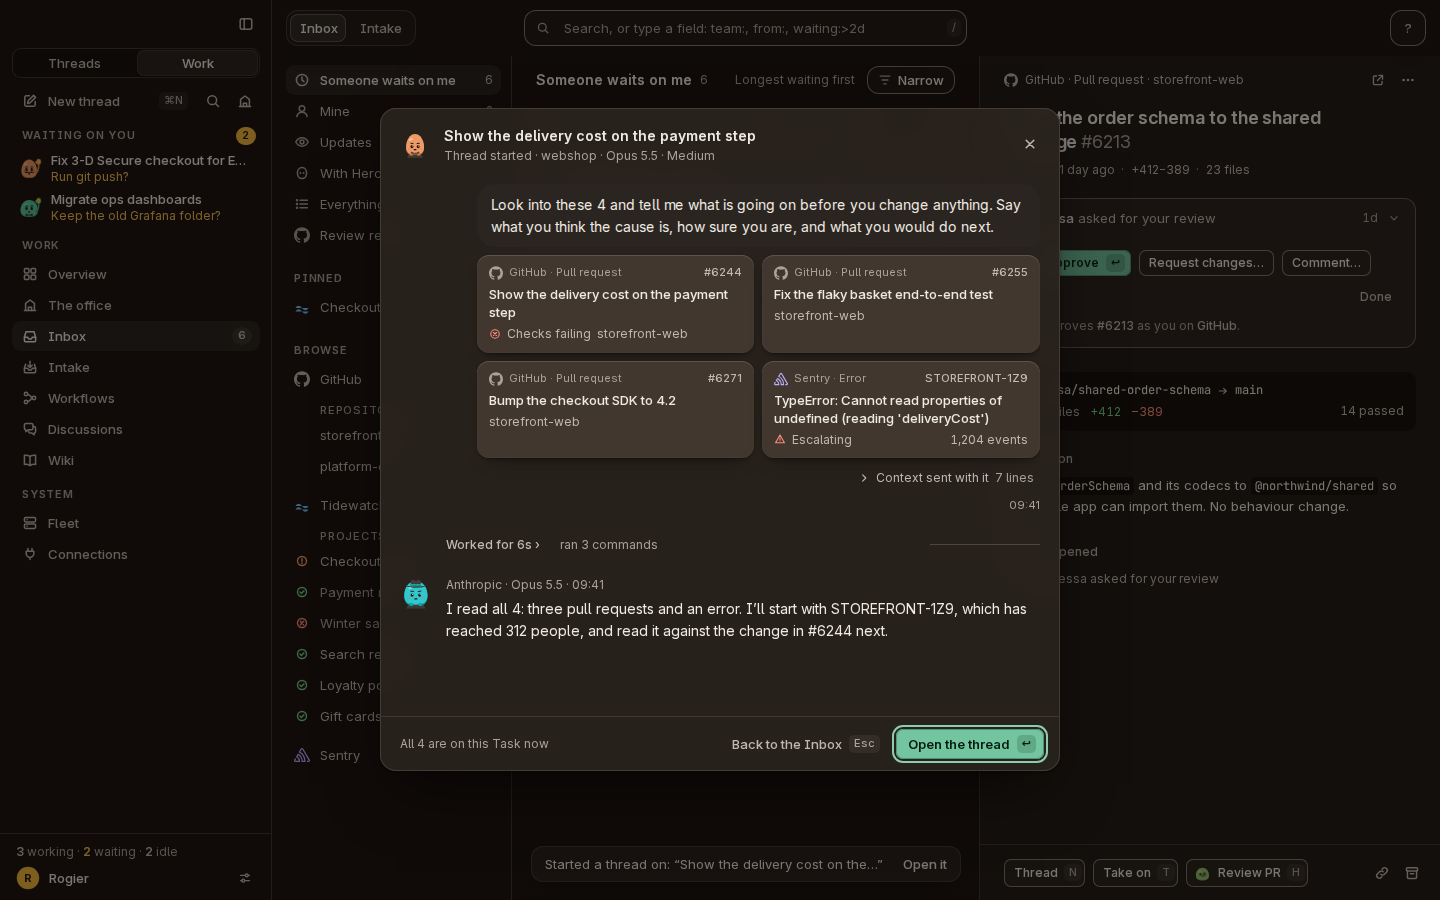 Threads
Work
New thread
⌘N
WAITING ON YOU
2
Fix 3-D Secure checkout for E…
Run git push?
Migrate ops dashboards
Keep the old Grafana folder?
WORK
Overview
The office
Inbox
6
Intake
Workflows
Discussions
Wiki
SYSTEM
Fleet
Connections
3 working · 2 waiting · 2 idle
R
Rogier
Inbox
Intake
Search, or type a field: team:, from:, waiting:>2d
/
?
Someone waits on me
6
Mine
Updates
With
Everything
Review
PINNED
Checkout
BROWSE
GitHub
storefront
platform-
PROJECTS
Checkout
Payment
Winter
Search
Loyalty
Gift cards
Sentry
Someone waits on me 6
Longest waiting first
Narrow
Show the delivery cost on the payment step
Thread started · webshop · Opus 5.5 · Medium
Look into these 4 and tell me what is going on before you change anything. Say
what you think the cause is, how sure you are, and what you would do next.
GitHub · Pull request
#6244
Show the delivery cost on the payment
step
Checks failing storefront-web
GitHub · Pull request
#6255
Fix the flaky basket end-to-end test
storefront-web
GitHub · Pull request
#6271
Bump the checkout SDK to 4.2
storefront-web
Sentry · Error
STOREFRONT-1Z9
TypeError: Cannot read properties of
undefined (reading 'deliveryCost')
Escalating
1,204 events
Context sent with it 7 lines
09:41
Worked for 6s ›
ran 3 commands
Anthropic · Opus 5.5 · 09:41
I read all 4: three pull requests and an error. I’ll start with STOREFRONT-1Z9, which has
reached 312 people, and read it against the change in #6244 next.
All 4 are on this Task now
Back to the Inbox
Esc
Open the thread
↩
Started a thread on: “Show the delivery cost on the…”
Open it
GitHub · Pull request · storefront-web
the order schema to the shared
#6213
1 day ago · +412−389 · 23 files
asked for your review
1d
↩
Request changes…
Comment…
Done
#6213 as you on GitHub.
/shared-order-schema → main
+412 −389
14 passed
and its codecs to @northwind/shared so
app can import them. No behaviour change.
asked for your review
Thread
N
Take on
T
Review PR
H